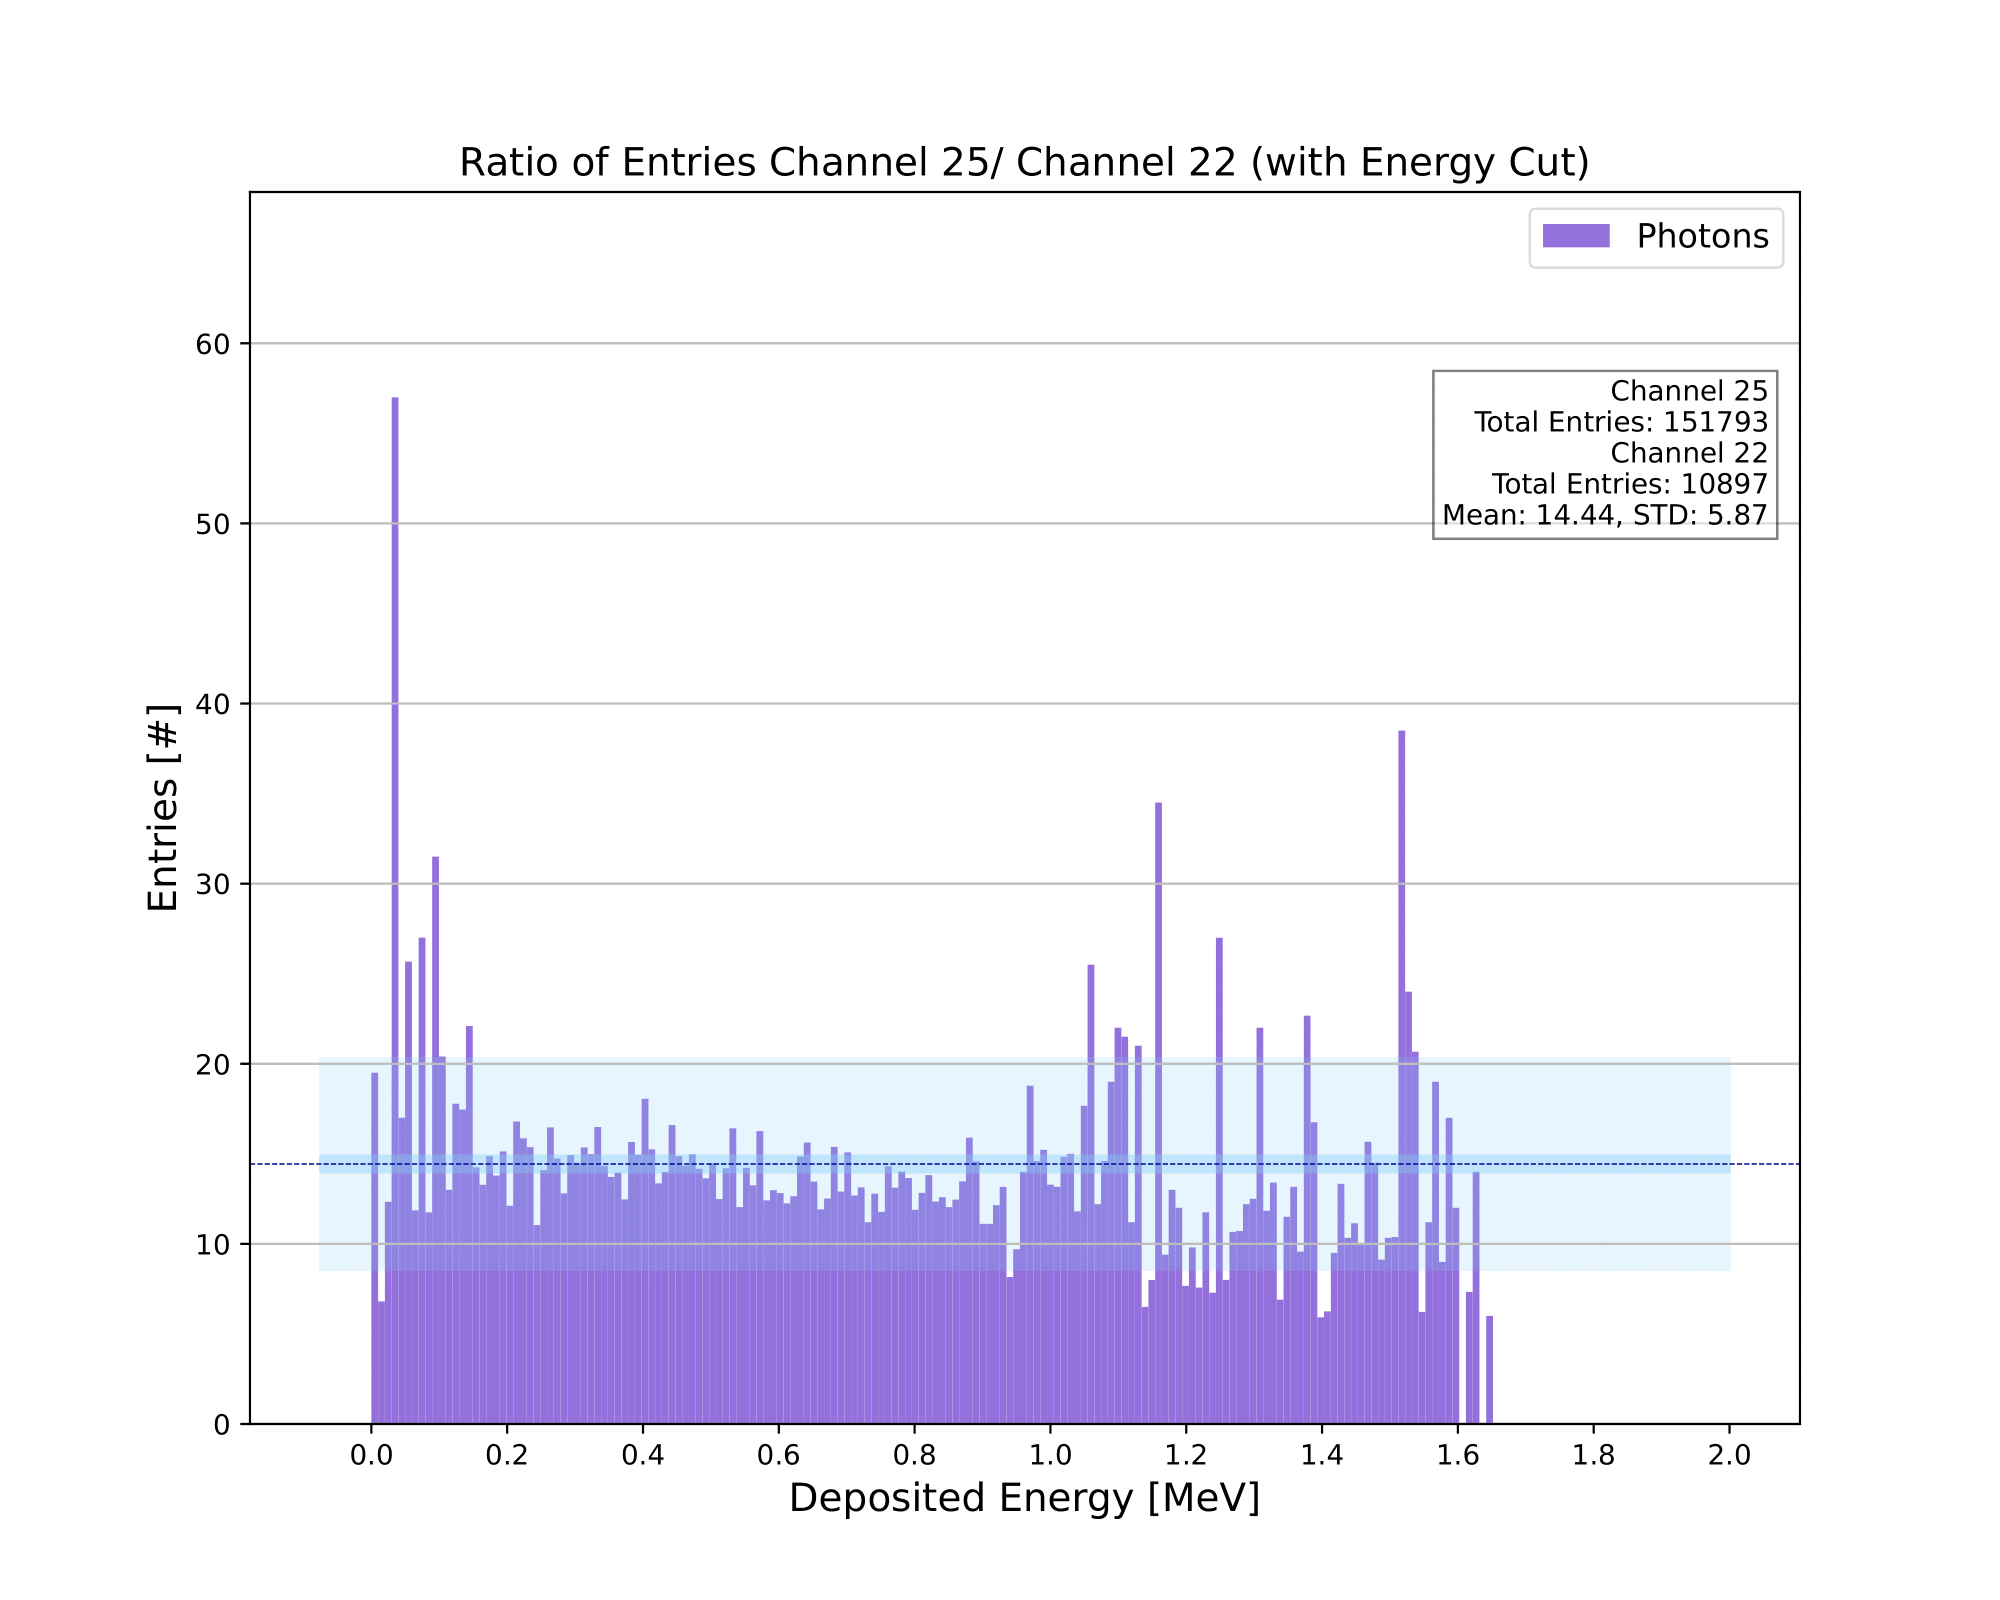 Ratio of Entries Channel 25/ Channel 22 (with Energy Cut)
Photons
Channel 25
Total Entries: 151793
Channel 22
Total Entries: 10897
Mean: 14.44, STD: 5.87
Entries [#]
60
50
40
30
20
10
0
0.0 0.2 0.4 0.6 0.8 1.0 1.2 1.4 1.6 1.8 2.0
Deposited Energy [MeV]